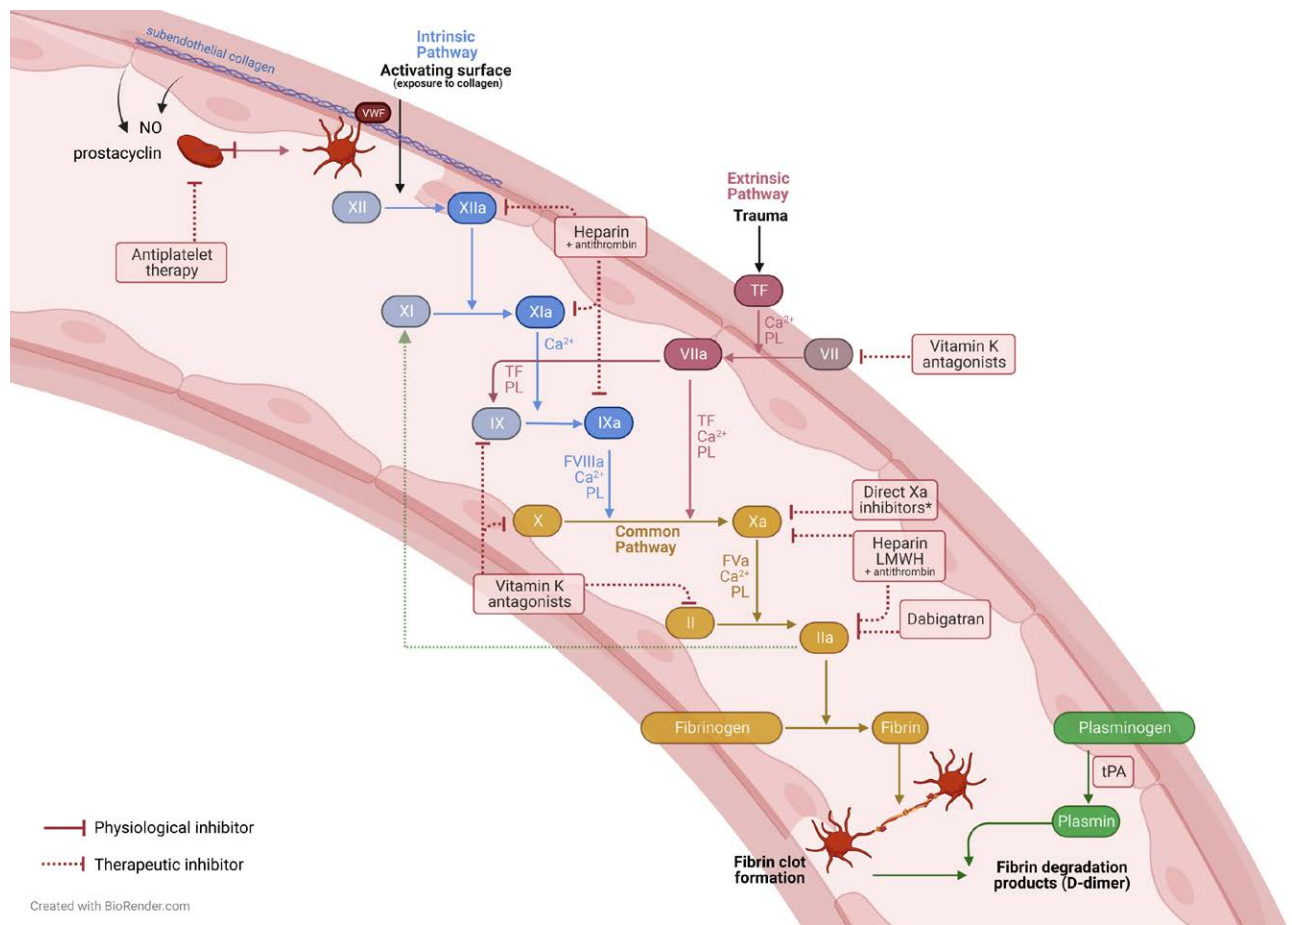 subendothelial collagen
Intrinsic
Pathway
Activating surface
(exposure to collagen)
VWF
NO
prostacyclin
Extrinsic
Pathway
Trauma
XII
XIIa
Heparin
+ antithrombin
Antiplatelet
therapy
TF
XI
XIa
Ca²⁺
PL
Ca²⁺
VIIa
VII
Vitamin K
antagonists
TF
PL
IX
IXa
TF
Ca²⁺
PL
FVIIIa
Ca²⁺
PL
Direct Xa
inhibitors*
X
Xa
Common
Pathway
Heparin
LMWH
+ antithrombin
FVa
Ca²⁺
PL
Vitamin K
antagonists
II
IIa
Dabigatran
Fibrinogen
Fibrin
Plasminogen
tPA
Plasmin
Physiological inhibitor
Therapeutic inhibitor
Fibrin clot
formation
Fibrin degradation
products (D-dimer)
Created with BioRender.com